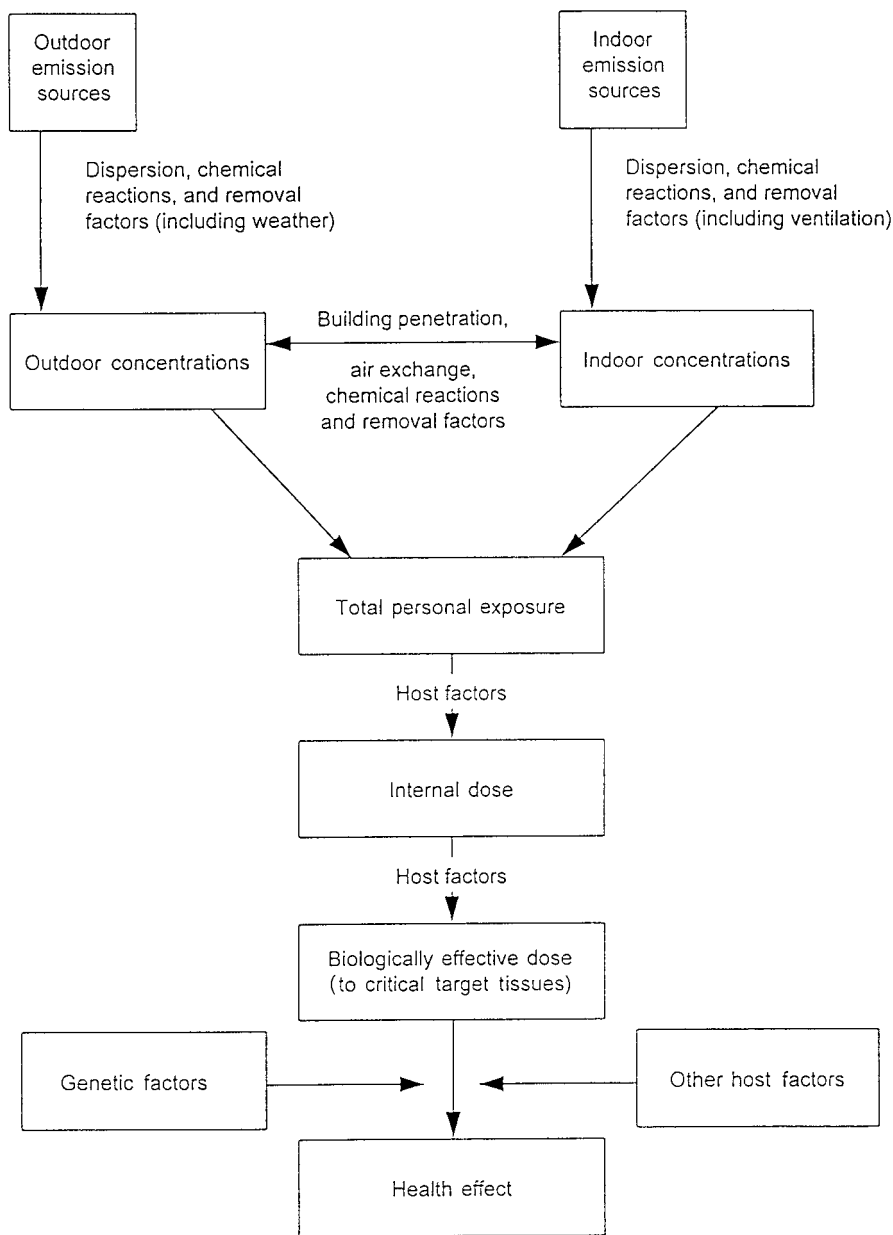 Outdoor
emission
sources
Indoor
emission
sources
Dispersion, chemical
reactions, and removal
factors (including weather)
Dispersion, chemical
reactions, and removal
factors (including ventilation)
Outdoor concentrations
Building penetration,
air exchange,
chemical reactions
and removal factors
Indoor concentrations
Total personal exposure
Host factors
Internal dose
Host factors
Biologically effective dose
(to critical target tissues)
Genetic factors
Other host factors
Health effect